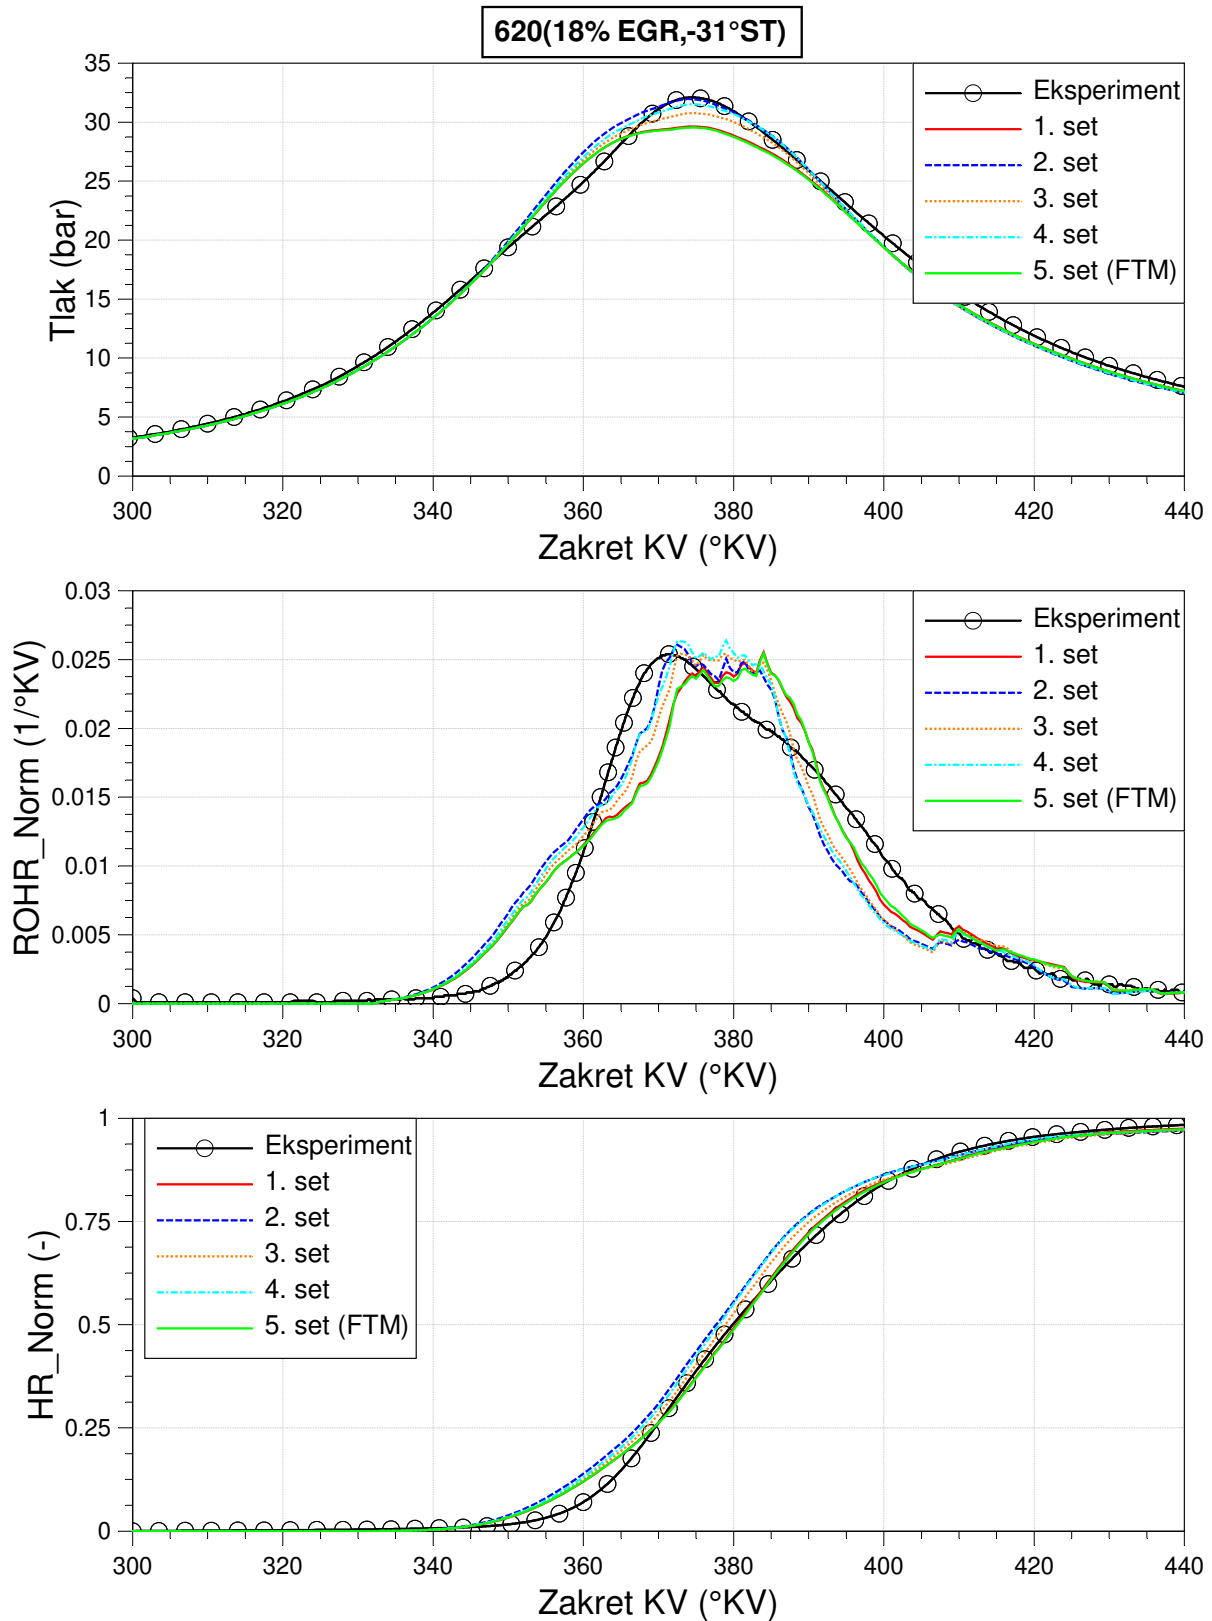 620(18% EGR,-31°ST)
35
30
25
20
15
10
5
0
Tlak (bar)
300 320 340 360 380 400 420 440
Zakret KV (°KV)
Eksperiment
1. set
2. set
3. set
4. set
5. set (FTM)
0.03
0.025
0.02
0.015
0.01
0.005
0
ROHR_Norm (1/°KV)
300 320 340 360 380 400 420 440
Zakret KV (°KV)
Eksperiment
1. set
2. set
3. set
4. set
5. set (FTM)
1
0.75
0.5
0.25
0
HR_Norm (-)
300 320 340 360 380 400 420 440
Zakret KV (°KV)
Eksperiment
1. set
2. set
3. set
4. set
5. set (FTM)